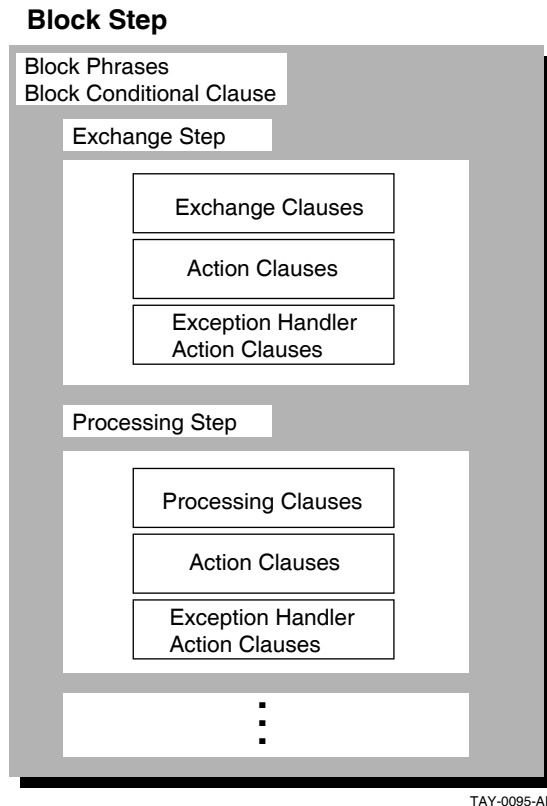 Block Step
Block Phrases
Block Conditional Clause
Exchange Step
Exchange Clauses
Action Clauses
Exception Handler
Action Clauses
Processing Step
Processing Clauses
Action Clauses
Exception Handler
Action Clauses
TAY-0095-AI